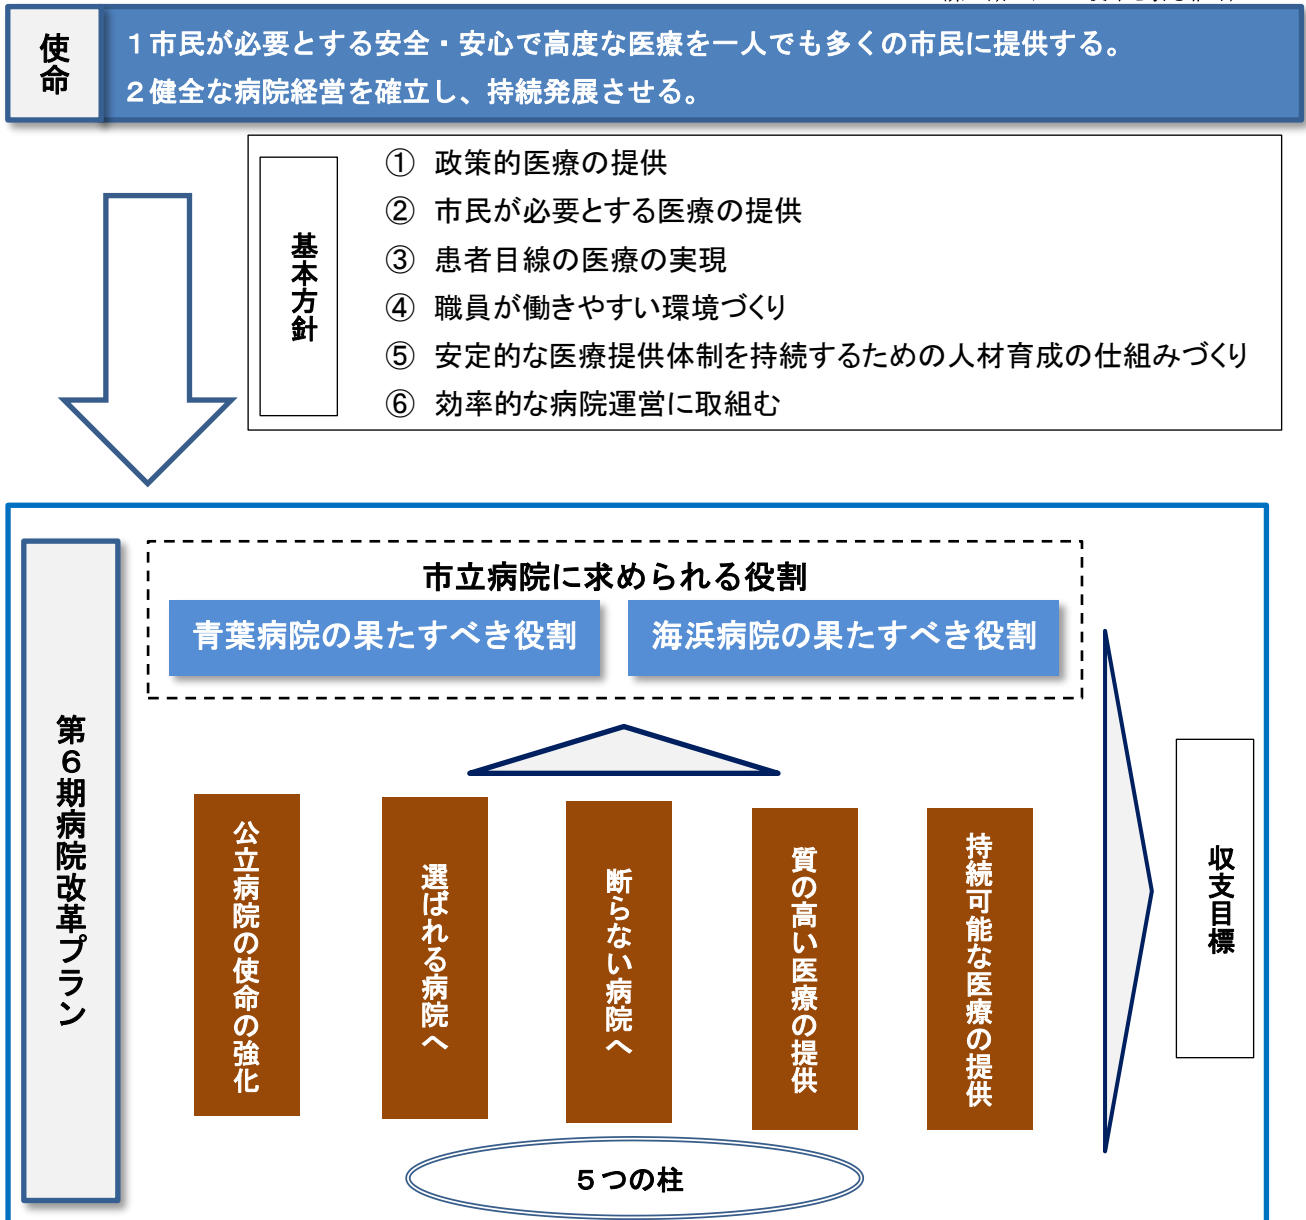 使命
1市民が必要とする安全・安心で高度な医療を一人でも多くの市民に提供する。
2健全な病院経営を確立し、持続発展させる。
基本方針
① 政策的医療の提供
② 市民が必要とする医療の提供
③ 患者目線の医療の実現
④ 職員が働きやすい環境づくり
⑤ 安定的な医療提供体制を持続するための人材育成の仕組みづくり
⑥ 効率的な病院運営に取組む
第6期病院改革プラン
市立病院に求められる役割
青葉病院の果たすべき役割
海浜病院の果たすべき役割
公立病院の使命の強化
選ばれる病院へ
断らない病院へ
質の高い医療の提供
持続可能な医療の提供
収支目標
5つの柱